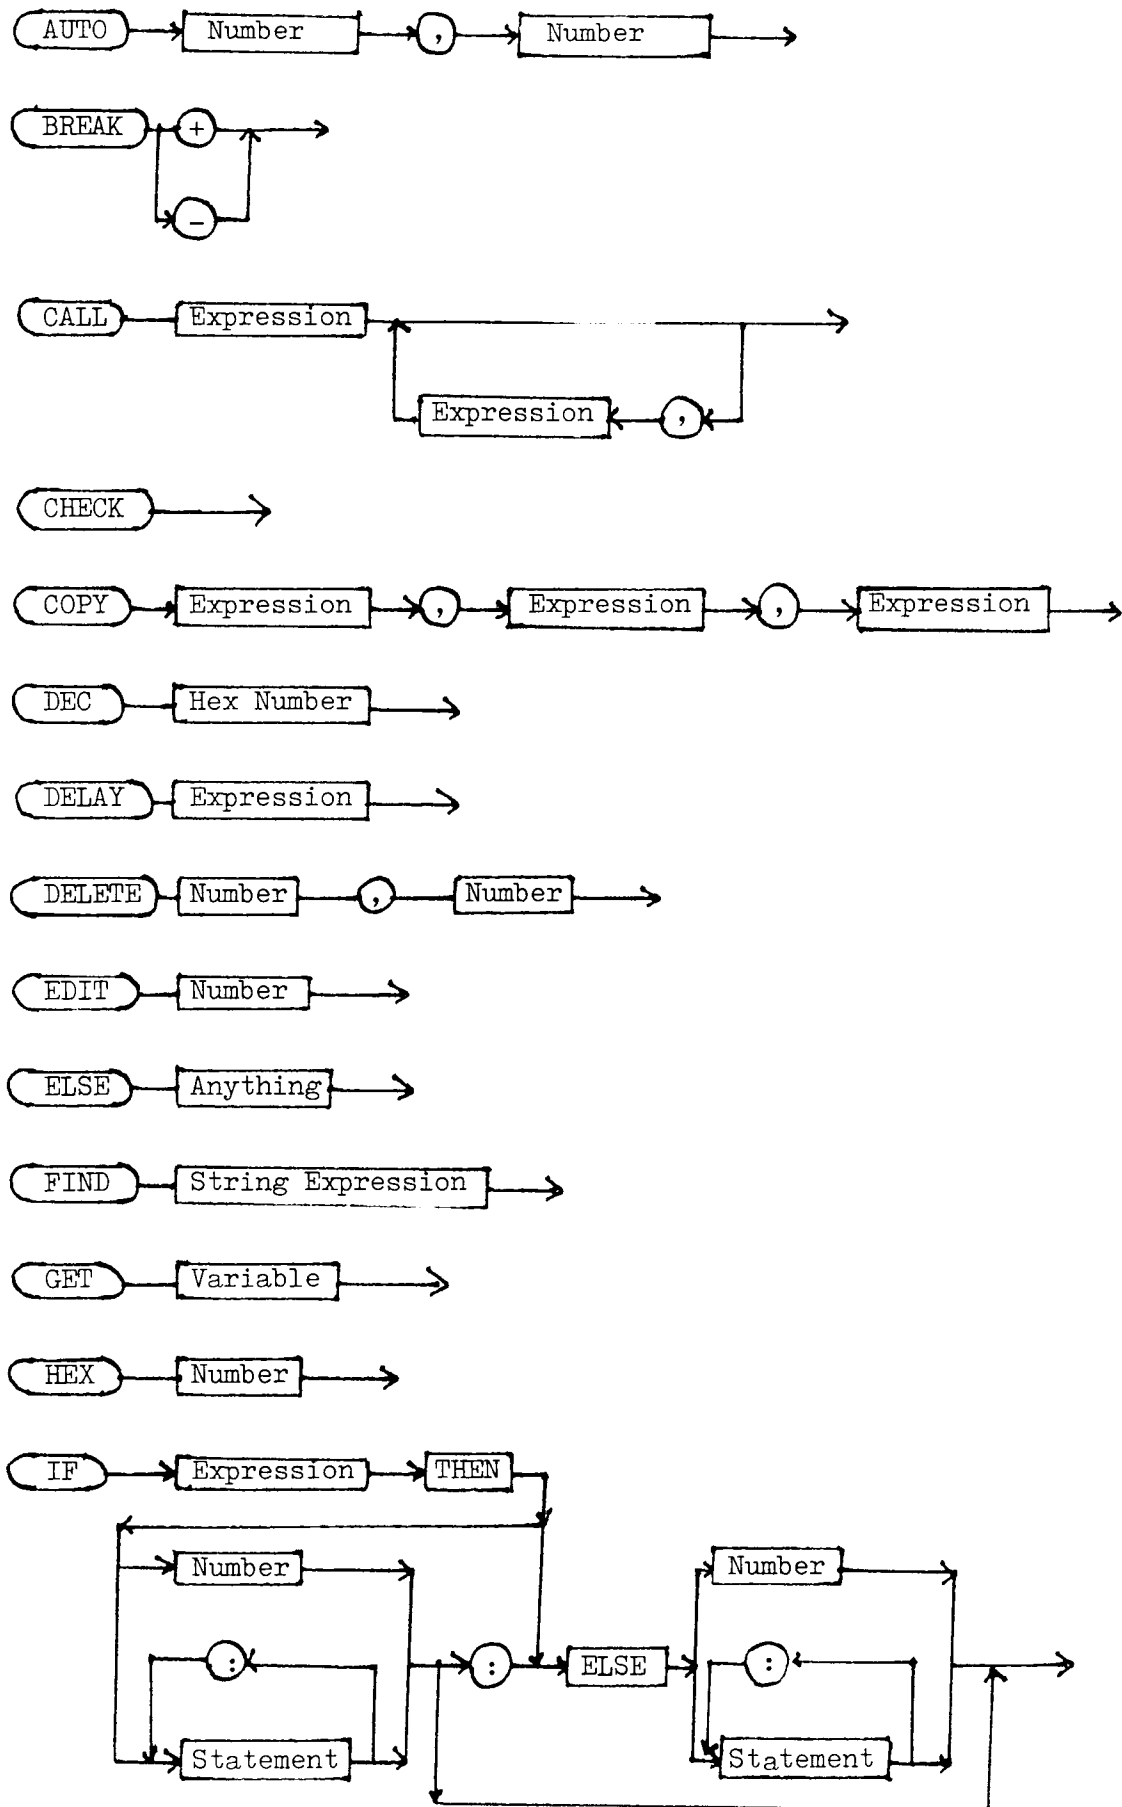 AUTO Number , Number
BREAK +
-
CALL Expression
Expression ,
CHECK
COPY Expression , Expression , Expression
DEC Hex Number
DELAY Expression
DELETE Number , Number
EDIT Number
ELSE Anything
FIND String Expression
GET Variable
HEX Number
IF Expression THEN
Number Number
: : ELSE :
Statement Statement